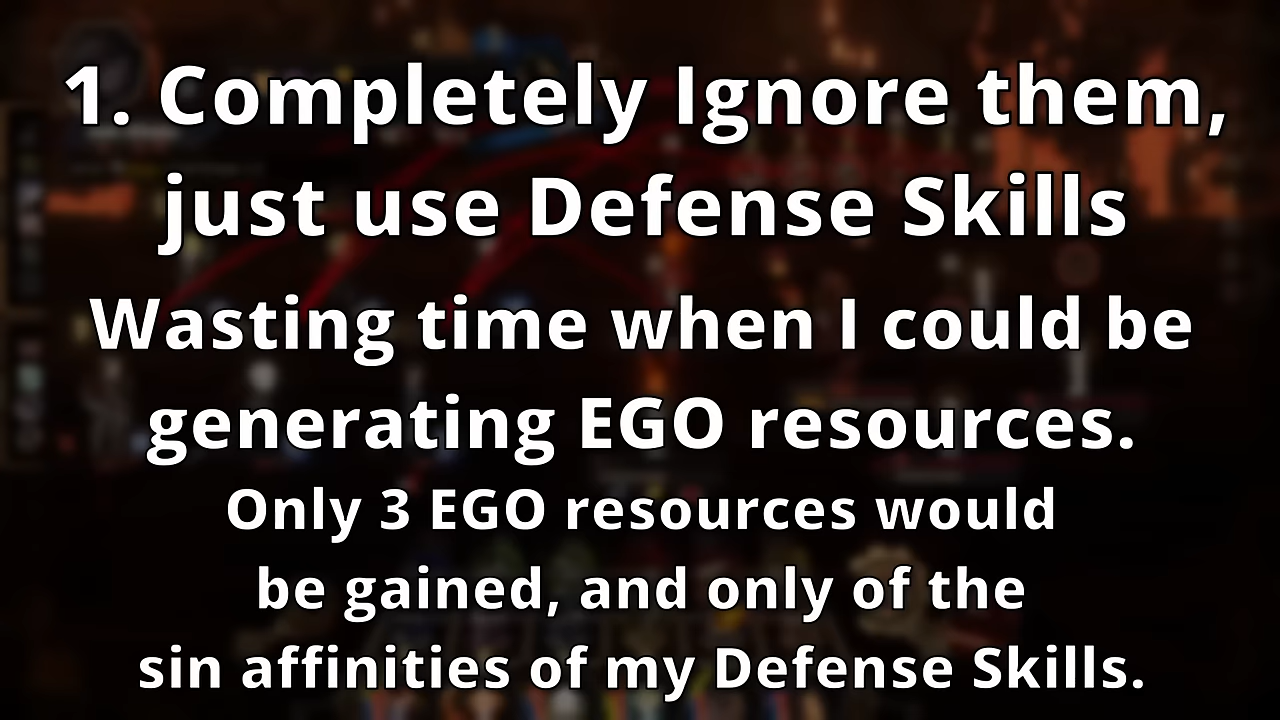 1. Completely Ignore them,
just use Defense Skills
Wasting time when I could be
generating EGO resources.
Only 3 EGO resources would
be gained, and only of the
sin affinities of my Defense Skills.